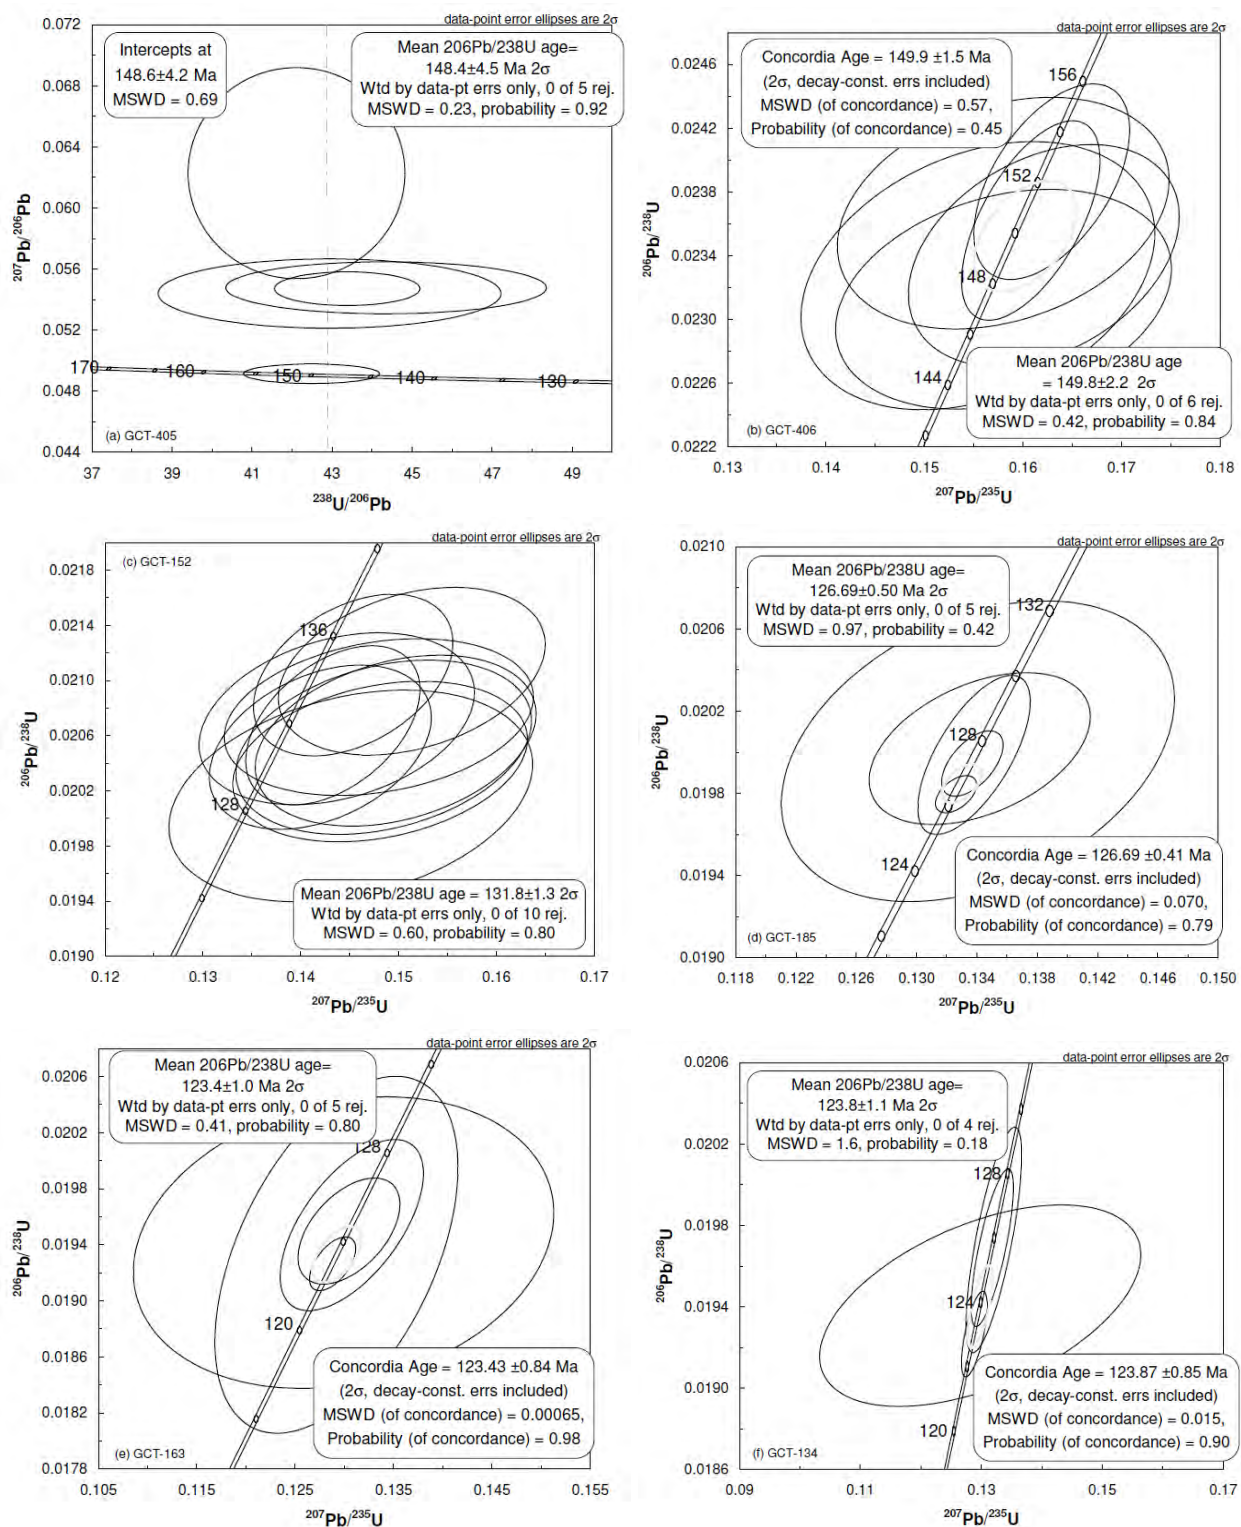 data-point error ellipses are 2σ
0.072
0.068
0.064
0.060
0.056
0.052
0.048
0.044
207Pb/206Pb
Intercepts at
148.6±4.2 Ma
MSWD = 0.69
Mean 206Pb/238U age=
148.4±4.5 Ma 2σ
Wtd by data-pt errs only, 0 of 5 rej.
MSWD = 0.23, probability = 0.92
170
160
150
140
130
(a) GCT-405
37 39 41 43 45 47 49
238U/206Pb
data-point error ellipses are 2σ
0.0246
0.0242
0.0238
0.0234
0.0230
0.0226
0.0222
206Pb/238U
Concordia Age = 149.9 ±1.5 Ma
(2σ, decay-const. errs included)
MSWD (of concordance) = 0.57,
Probability (of concordance) = 0.45
156
152
148
144
Mean 206Pb/238U age
= 149.8±2.2 2σ
Wtd by data-pt errs only, 0 of 6 rej.
MSWD = 0.42, probability = 0.84
(b) GCT-406
0.13 0.14 0.15 0.16 0.17 0.18
207Pb/235U
data-point error ellipses are 2σ
(c) GCT-152
0.0218
0.0214
0.0210
0.0206
0.0202
0.0198
0.0194
0.0190
206Pb/238U
136
128
Mean 206Pb/238U age = 131.8±1.3 2σ
Wtd by data-pt errs only, 0 of 10 rej.
MSWD = 0.60, probability = 0.80
0.12 0.13 0.14 0.15 0.16 0.17
207Pb/235U
data-point error ellipses are 2σ
0.0210
0.0206
0.0202
0.0198
0.0194
0.0190
206Pb/238U
Mean 206Pb/238U age=
126.69±0.50 Ma 2σ
Wtd by data-pt errs only, 0 of 5 rej.
MSWD = 0.97, probability = 0.42
132
128
124
Concordia Age = 126.69 ±0.41 Ma
(2σ, decay-const. errs included)
MSWD (of concordance) = 0.070,
Probability (of concordance) = 0.79
(d) GCT-185
0.118 0.122 0.126 0.130 0.134 0.138 0.142 0.146 0.150
207Pb/235U
data-point error ellipses are 2σ
0.0206
0.0202
0.0198
0.0194
0.0190
0.0186
0.0182
0.0178
206Pb/238U
Mean 206Pb/238U age=
123.4±1.0 Ma 2σ
Wtd by data-pt errs only, 0 of 5 rej.
MSWD = 0.41, probability = 0.80
128
120
Concordia Age = 123.43 ±0.84 Ma
(2σ, decay-const. errs included)
MSWD (of concordance) = 0.00065,
Probability (of concordance) = 0.98
(e) GCT-163
0.105 0.115 0.125 0.135 0.145 0.155
207Pb/235U
data-point error ellipses are 2σ
0.0206
0.0202
0.0198
0.0194
0.0190
0.0186
206Pb/238U
Mean 206Pb/238U age=
123.8±1.1 Ma 2σ
Wtd by data-pt errs only, 0 of 4 rej.
MSWD = 1.6, probability = 0.18
128
124
120
Concordia Age = 123.87 ±0.85 Ma
(2σ, decay-const. errs included)
MSWD (of concordance) = 0.015,
Probability (of concordance) = 0.90
(f) GCT-134
0.09 0.11 0.13 0.15 0.17
207Pb/235U